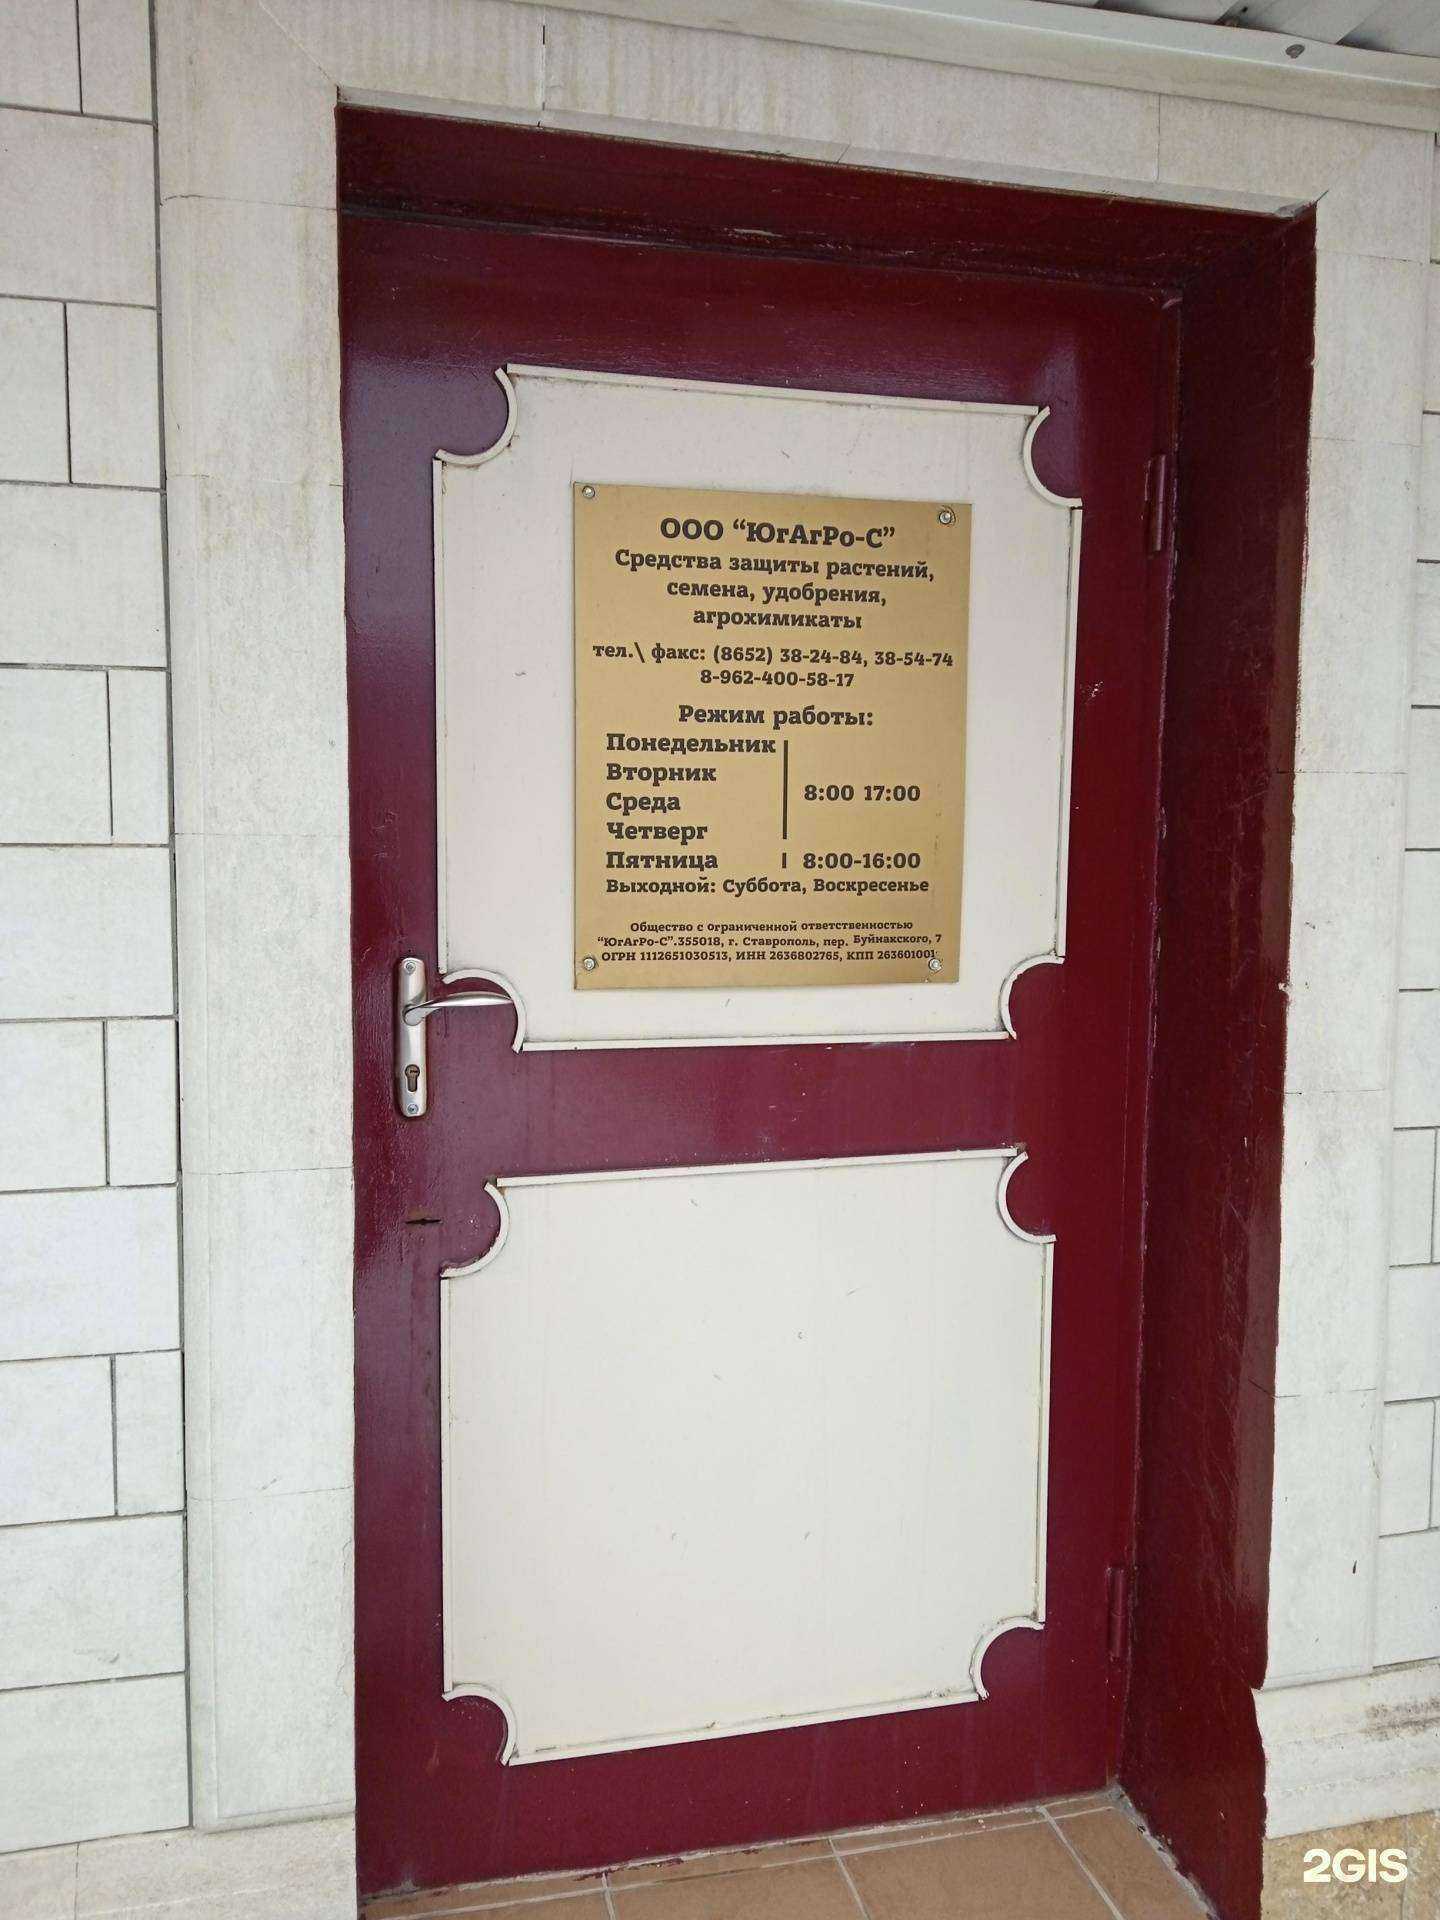 ООО “ЮгАгРо-С”
Средства защиты растений,
семена, удобрения,
агрохимикаты
тел.\ факс: (8652) 38-24-84, 38-54-74
8-962-400-58-17
Режим работы:
Понедельник
Вторник
Среда
Четверг
8:00 17:00
Пятница | 8:00-16:00
Выходной: Суббота, Воскресенье
Общество с ограниченной ответственностью
“ЮгАгРо-С”.355018, г. Ставрополь, пер. Буйнакского, 7
ОГРН 1112651030513, ИНН 2636802765, КПП 263601001
2GIS